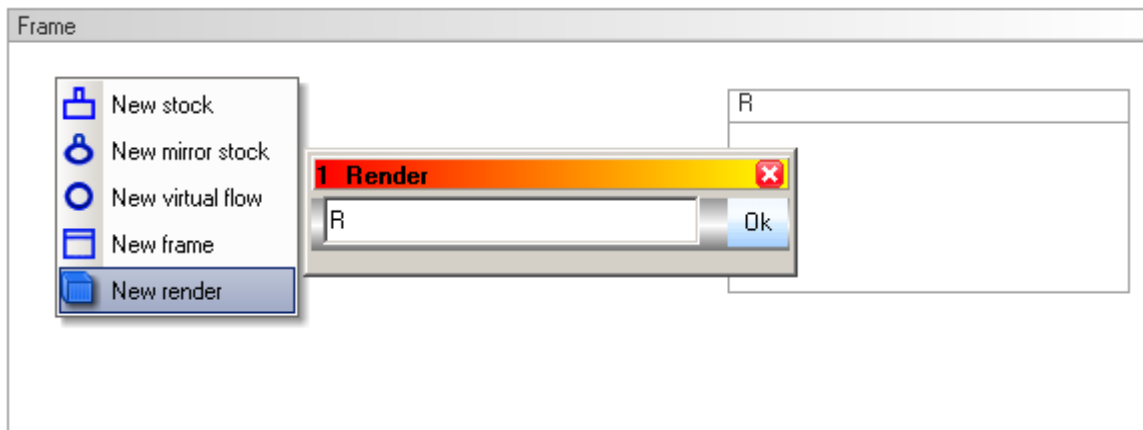 Frame
New stock
New mirror stock
New virtual flow
New frame
New render
1 Render
R
Ok
R